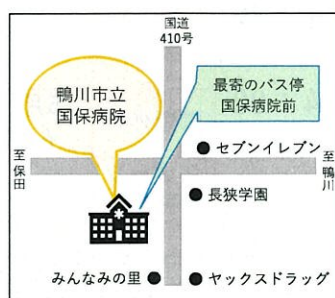 国道
410号
鴨川市立
国保病院
最寄のバス停
国保病院前
セブンイレブン
至保田
至鴨川
長狭学園
みんなみの里
ヤックスドラッグ